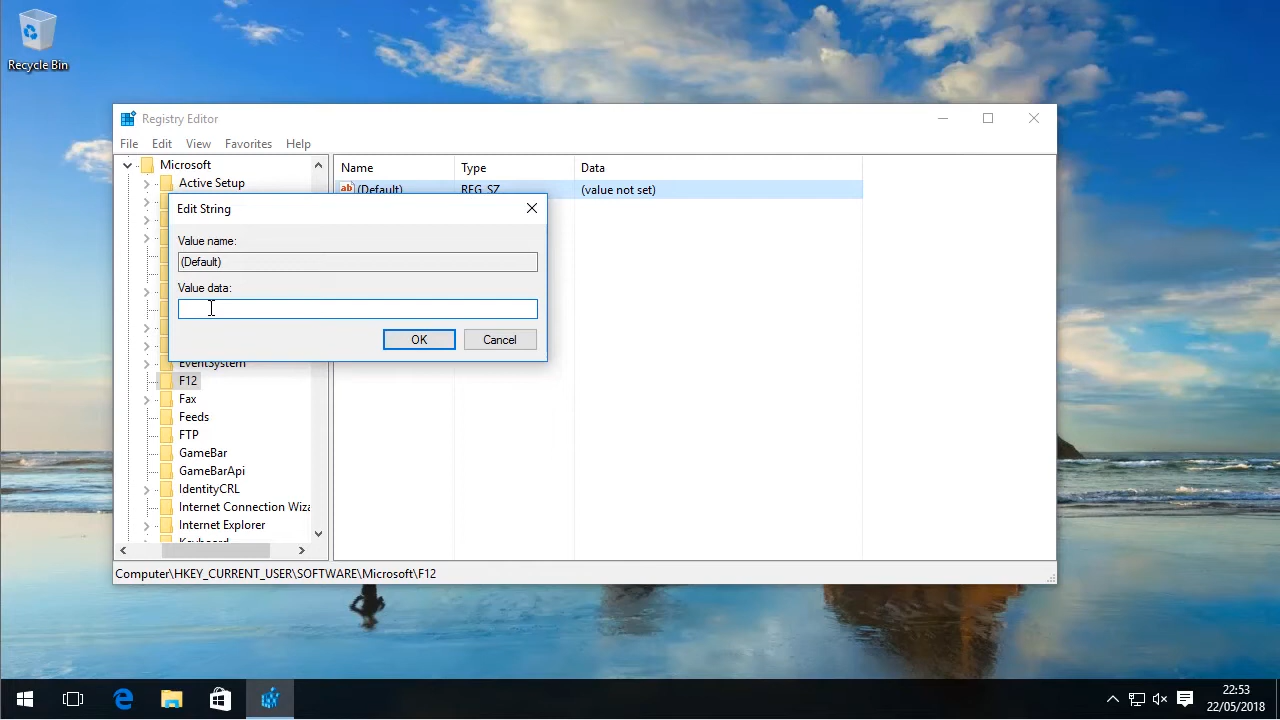 Recycle Bin
Registry Editor
File Edit View Favorites Help
Microsoft
Active Setup
Name Type Data
(Default) REG_SZ (value not set)
Edit String
Value name:
(Default)
Value data:
OK Cancel
EventSystem
F12
Fax
Feeds
FTP
GameBar
GameBarApi
IdentityCRL
Internet Connection Wiz
Internet Explorer
Keyboard
Computer\HKEY_CURRENT_USER\SOFTWARE\Microsoft\F12
22:53
22/05/2018